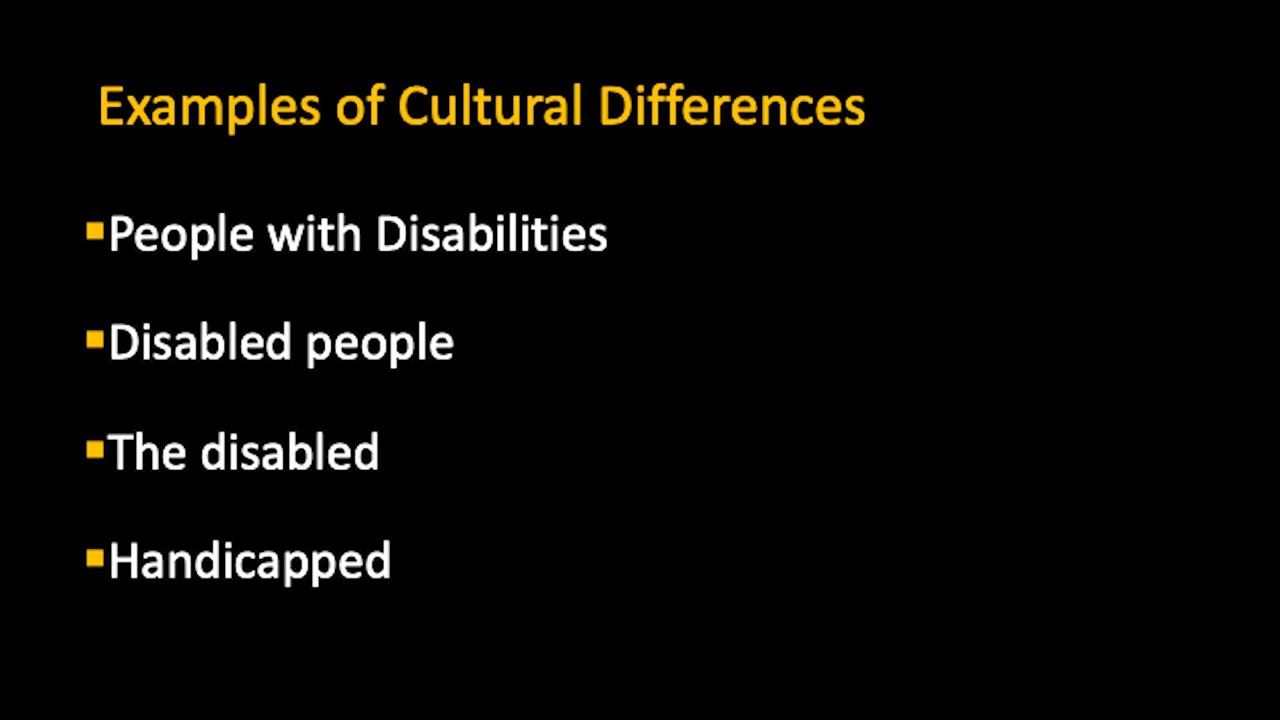 Examples of Cultural Differences
▪People with Disabilities
▪Disabled people
▪The disabled
▪Handicapped